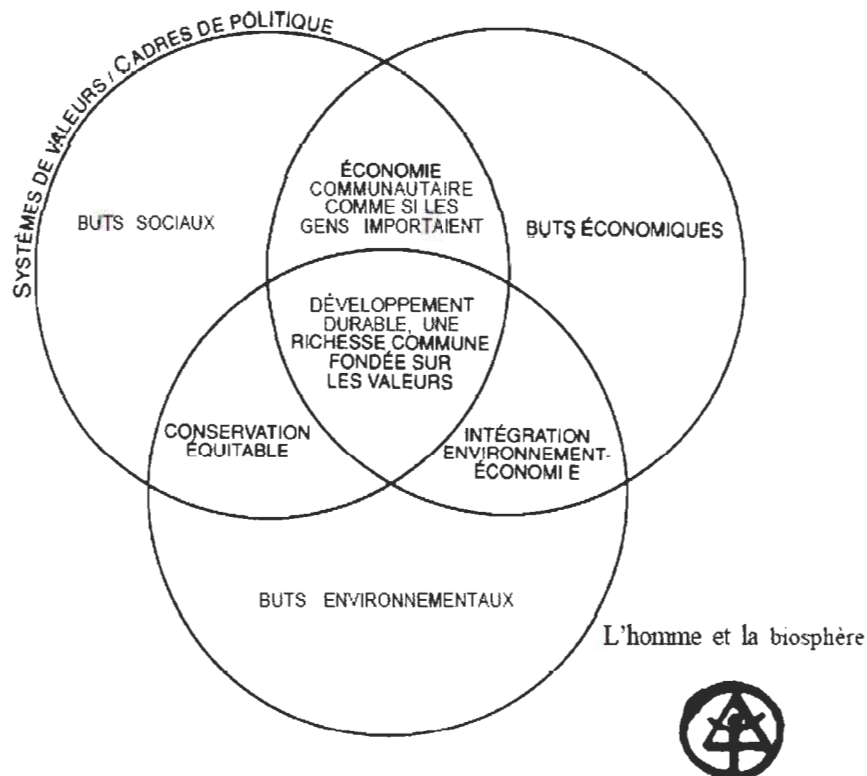 SYSTÈMES DE VALEURS / CADRES DE POLITIQUE
ÉCONOMIE
COMMUNAUTAIRE
COMME SI LES
GENS IMPORTAIENT
BUTS SOCIAUX
BUTS ÉCONOMIQUES
DÉVELOPPEMENT
DURABLE, UNE
RICHESSE COMMUNE
FONDÉE SUR
LES VALEURS
CONSERVATION
ÉQUITABLE
INTÉGRATION
ENVIRONNEMENT-
ÉCONOMIE
BUTS ENVIRONNEMENTAUX
L'homme et la biosphère